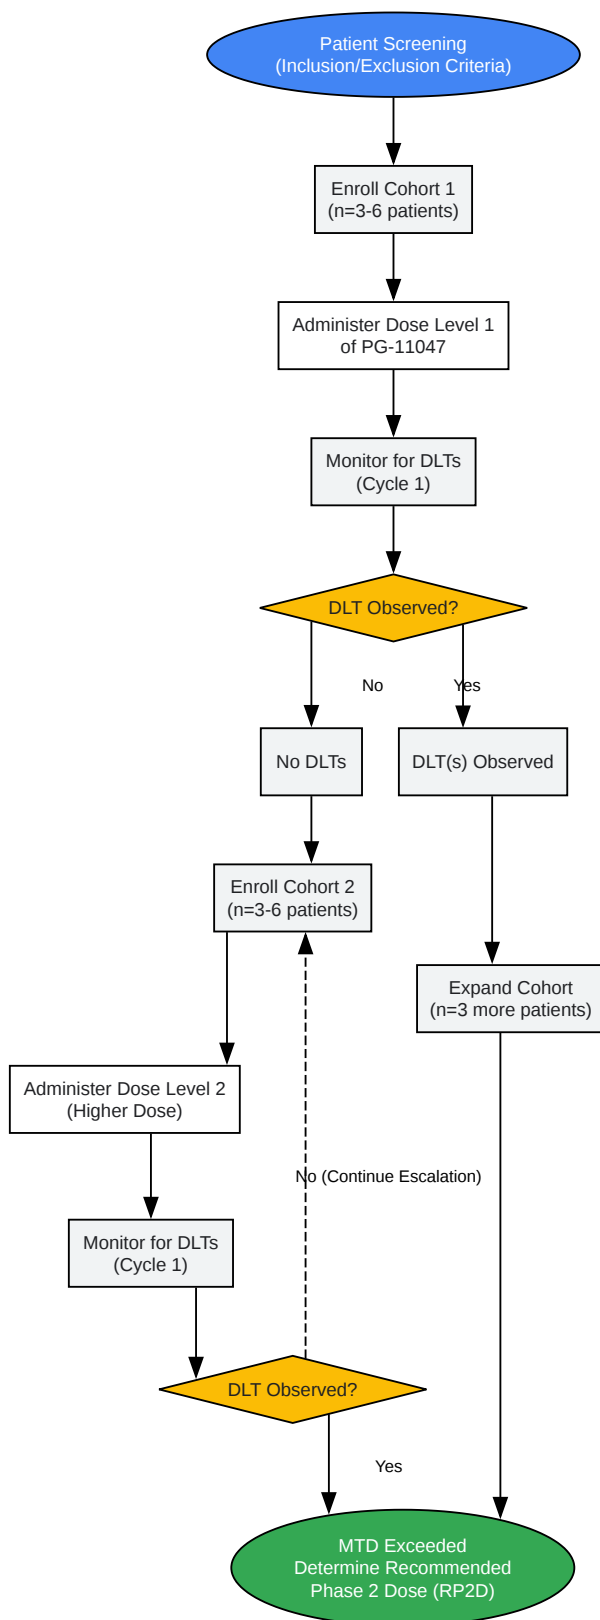 Patient Screening
(Inclusion/Exclusion Criteria)
Enroll Cohort 1
(n=3-6 patients)
Administer Dose Level 1
of PG-11047
Monitor for DLTs
(Cycle 1)
DLT Observed?
No
Yes
No DLTs
DLT(s) Observed
Enroll Cohort 2
(n=3-6 patients)
Expand Cohort
(n=3 more patients)
Administer Dose Level 2
(Higher Dose)
No (Continue Escalation)
Monitor for DLTs
(Cycle 1)
DLT Observed?
Yes
MTD Exceeded
Determine Recommended
Phase 2 Dose (RP2D)